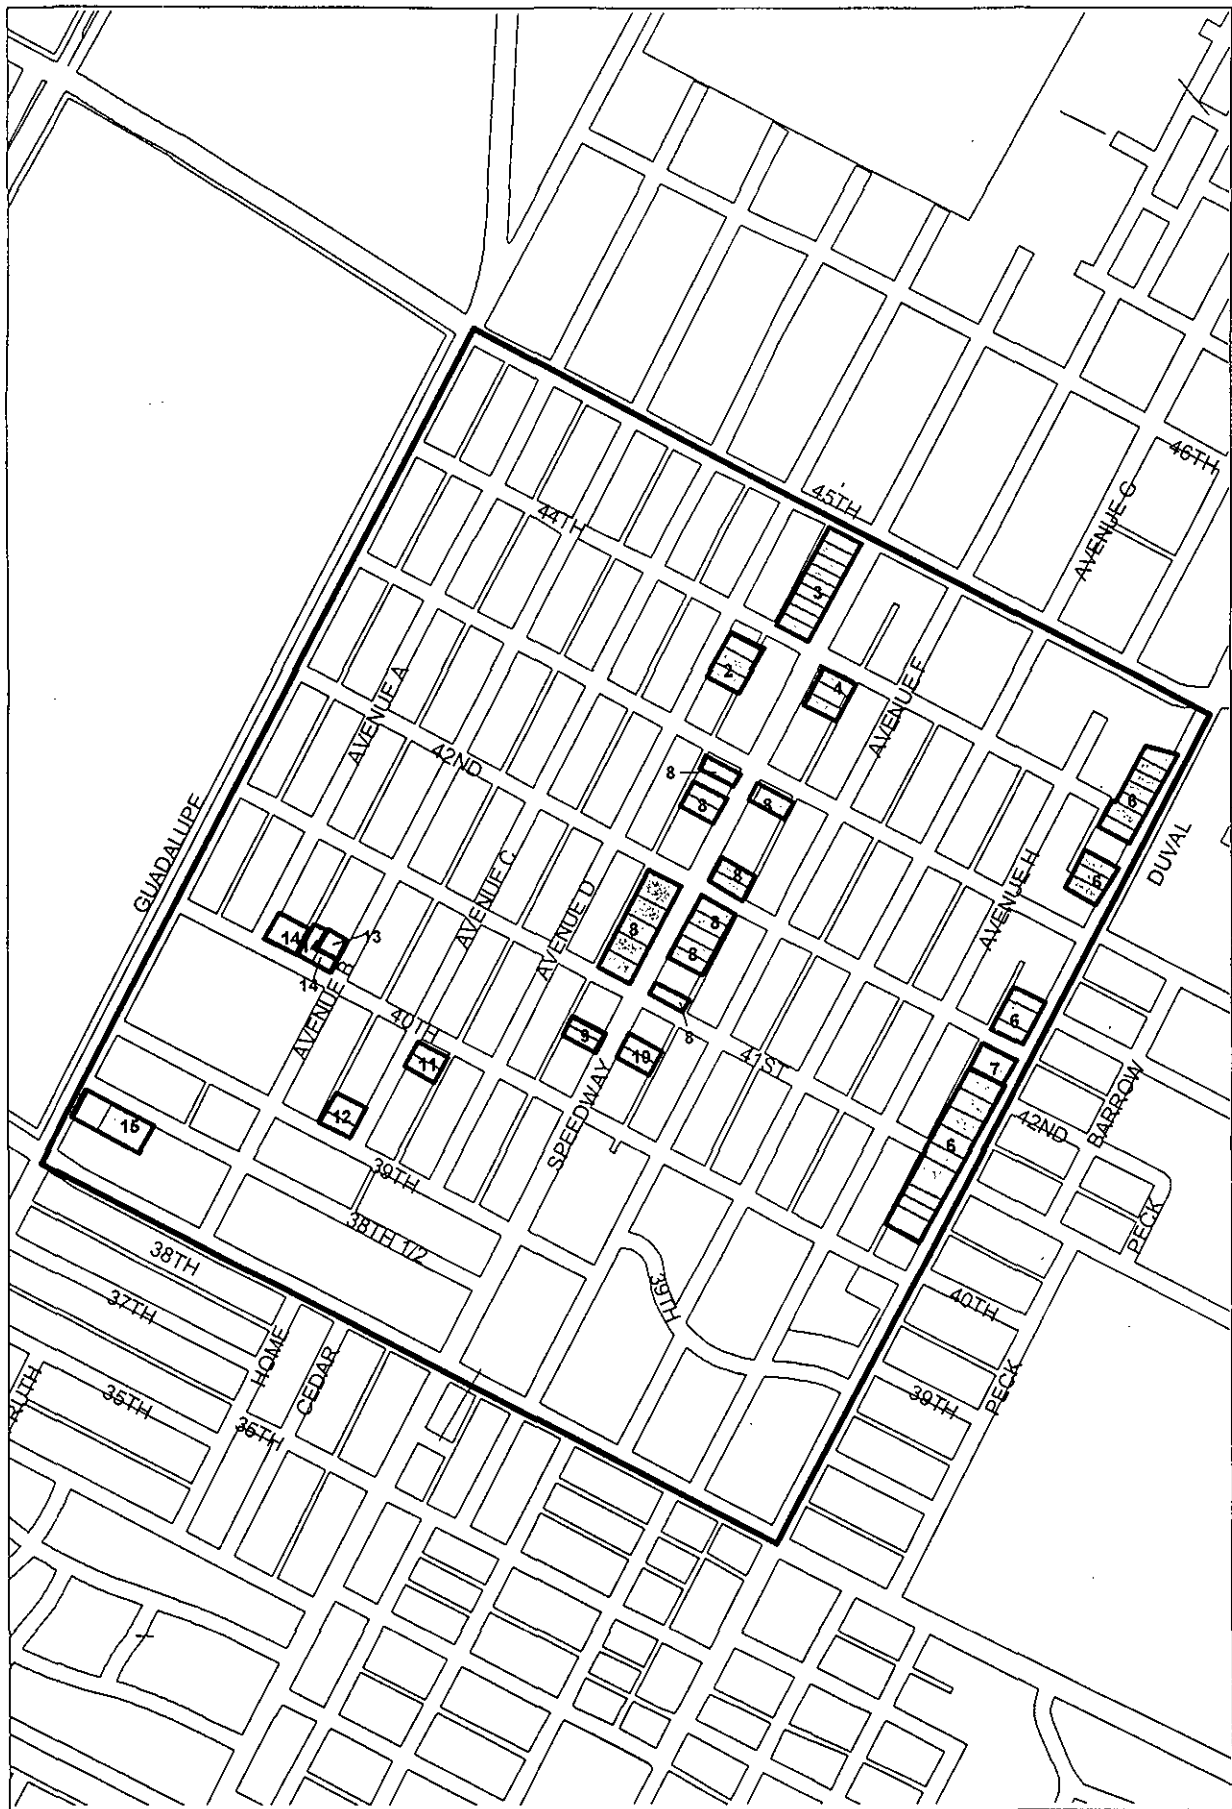 46TH
45TH
AVENUE G
44TH
3
2
4
AVENUE F
AVENUE A
42ND
8
8
8
6
GUADALUPE
DUVAL
8
5
AVENUE C
AVENUE H
AVENUE D
8
8
8
14
13
14
AVENUE B
8
6
40TH
9
10
41ST
11
7
SPEEDWAY
BARROW
42ND
12
15
6
39TH
PECK
38TH 1/2
38TH
39TH
40TH
37TH
HOME
CEDAR
PECK
39TH
35TH
35TH